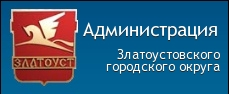 Администрация
Златоустовского
городского округа
ЗЛАТОУСТ